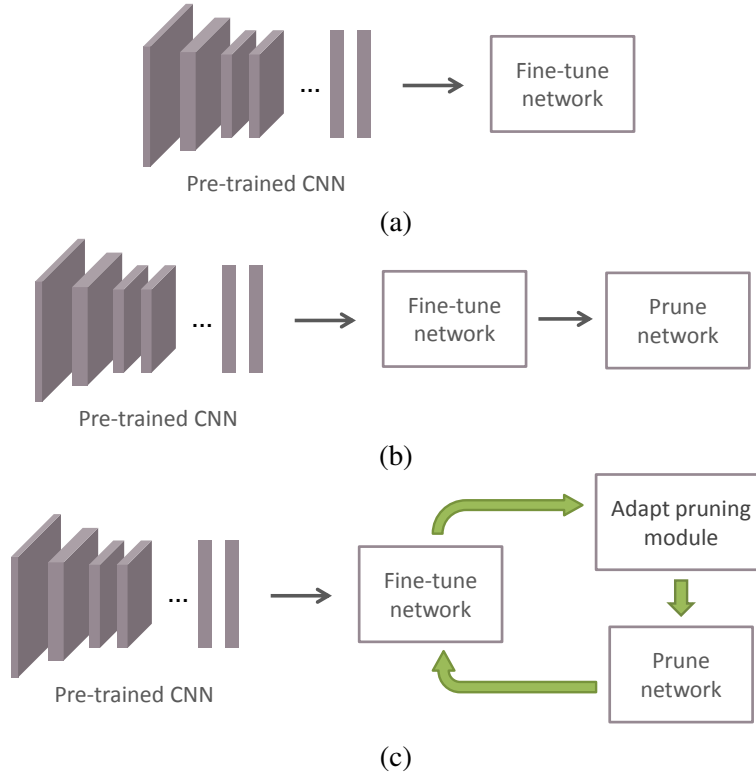 ...
Fine-tune
network
Pre-trained CNN
(a)
...
Fine-tune
network
Prune
network
Pre-trained CNN
(b)
Adapt pruning
module
...
Fine-tune
network
Prune
network
Pre-trained CNN
(c)